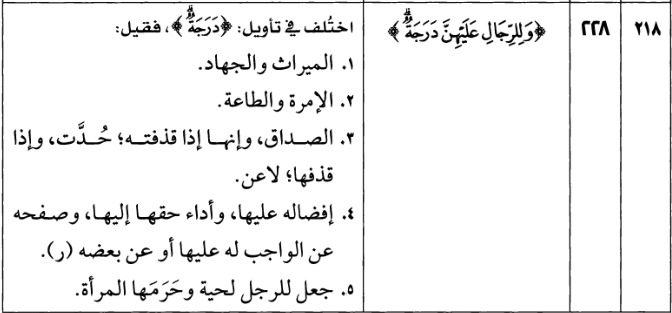 ٢١٨ ٢٢٨ ﴿وَلِلرِّجَالِ عَلَيْهِنَّ دَرَجَةٌ﴾ اختُلف في تأويل: ﴿دَرَجَةٌ﴾، فقيل:
١. الميراث والجهاد.
٢. الإمرة والطاعة.
٣. الصداق، وإنها إذا قذفته؛ حُدَّت، وإذا
قذفها؛ لاعن.
٤. إفضاله عليها، وأداء حقها إليها، وصفحه
عن الواجب له عليها أو عن بعضه (ر).
٥. جعل للرجل لحية وحَرَمَها المرأة.